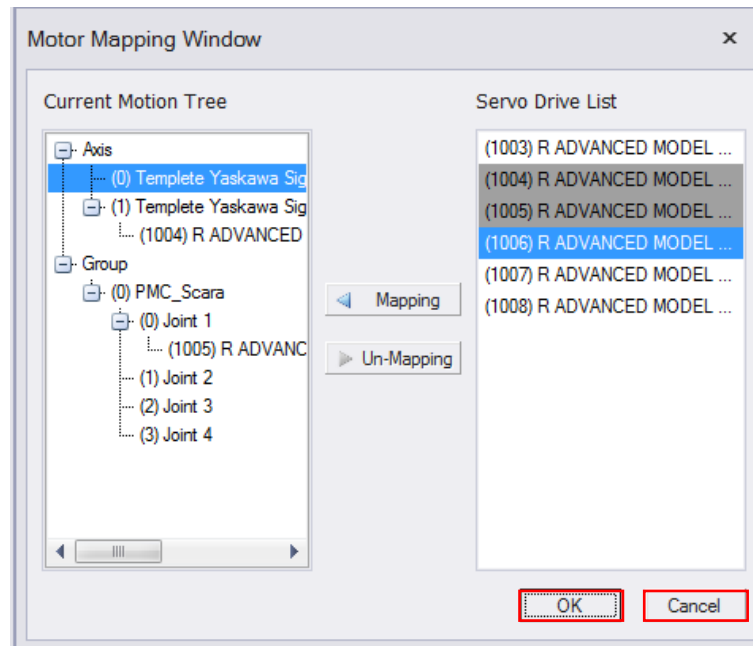 Motor Mapping Window
Current Motion Tree
Axis
(0) Templete Yaskawa Sig
(1) Templete Yaskawa Sig
(1004) R ADVANCED
Group
(0) PMC_Scara
(0) Joint 1
(1005) R ADVANC
(1) Joint 2
(2) Joint 3
(3) Joint 4
Mapping
Un-Mapping
Servo Drive List
(1003) R ADVANCED MODEL ...
(1004) R ADVANCED MODEL ...
(1005) R ADVANCED MODEL ...
(1006) R ADVANCED MODEL ...
(1007) R ADVANCED MODEL ...
(1008) R ADVANCED MODEL ...
OK
Cancel